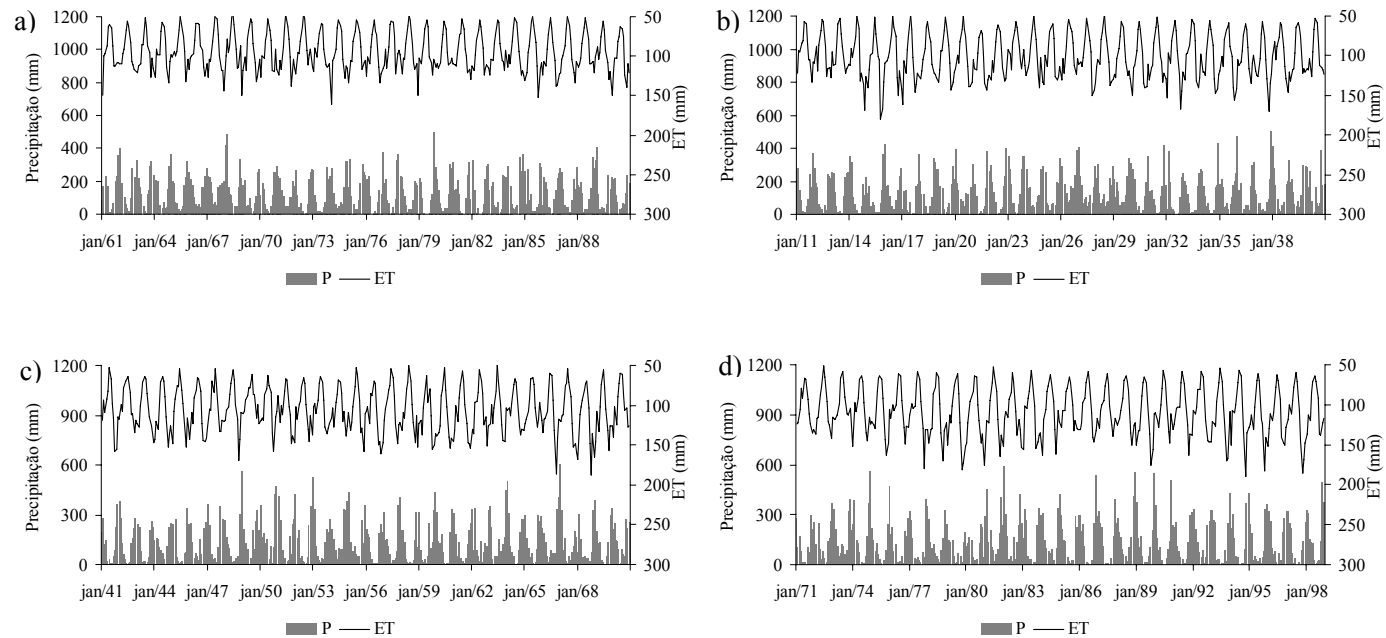 a)
Precipitação (mm)
1200
1000
800
600
400
200
0
50
100
150
200
250
300
ET (mm)
jan/61 jan/64 jan/67 jan/70 jan/73 jan/76 jan/79 jan/82 jan/85 jan/88
P ET
b)
Precipitação (mm)
1200
1000
800
600
400
200
0
50
100
150
200
250
300
ET (mm)
jan/11 jan/14 jan/17 jan/20 jan/23 jan/26 jan/29 jan/32 jan/35 jan/38
P ET
c)
Precipitação (mm)
1200
900
600
300
0
50
100
150
200
250
300
ET (mm)
jan/41 jan/44 jan/47 jan/50 jan/53 jan/56 jan/59 jan/62 jan/65 jan/68
P ET
d)
Precipitação (mm)
1200
900
600
300
0
50
100
150
200
250
300
ET (mm)
jan/71 jan/74 jan/77 jan/80 jan/83 jan/86 jan/89 jan/92 jan/95 jan/98
P ET